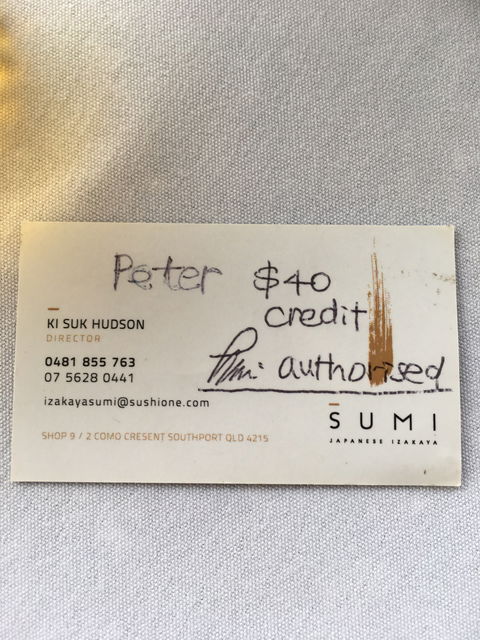 Peter $40
credit
authorised
KI SUK HUDSON
DIRECTOR
0481 855 763
07 5628 0441
izakayasumi@sushione.com
SHOP 9 / 2 COMO CRESENT SOUTHPORT QLD 4215
SUMI
JAPANESE IZAKAYA